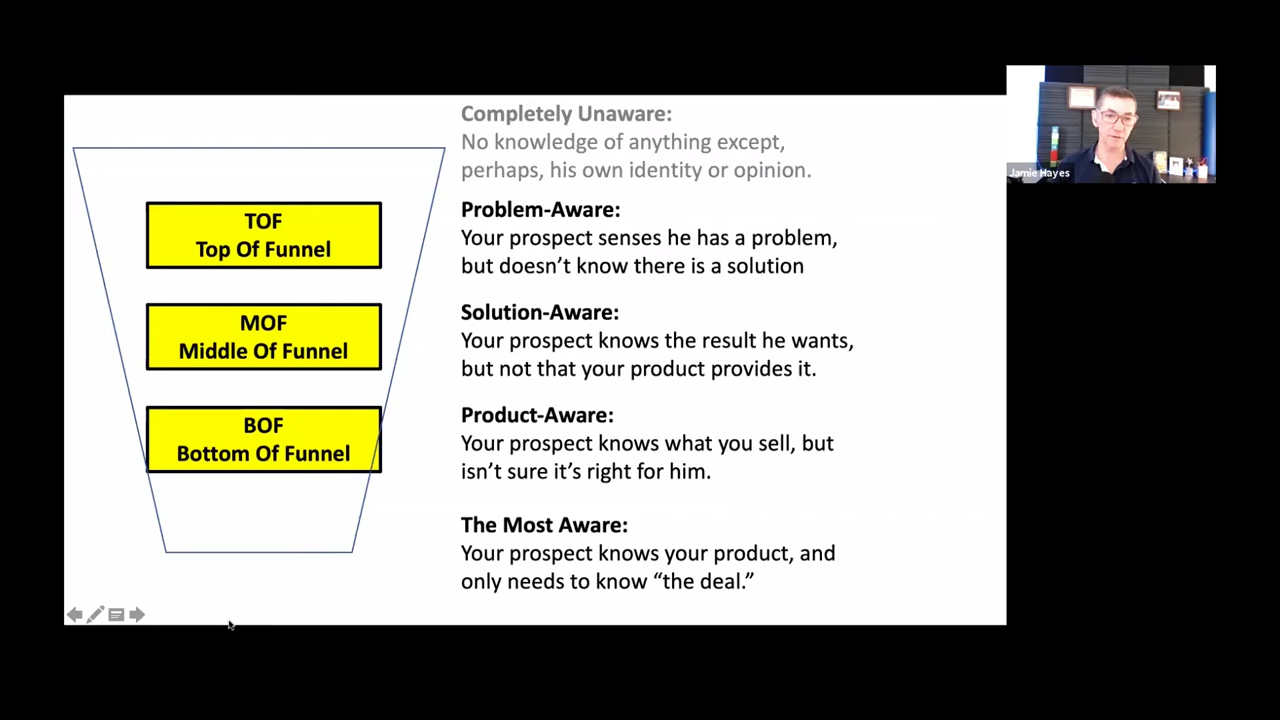 TOF
Top Of Funnel
MOF
Middle Of Funnel
BOF
Bottom Of Funnel
Completely Unaware:
No knowledge of anything except,
perhaps, his own identity or opinion.
Problem-Aware:
Your prospect senses he has a problem,
but doesn’t know there is a solution
Solution-Aware:
Your prospect knows the result he wants,
but not that your product provides it.
Product-Aware:
Your prospect knows what you sell, but
isn’t sure it’s right for him.
The Most Aware:
Your prospect knows your product, and
only needs to know “the deal.”
Jamie Hayes